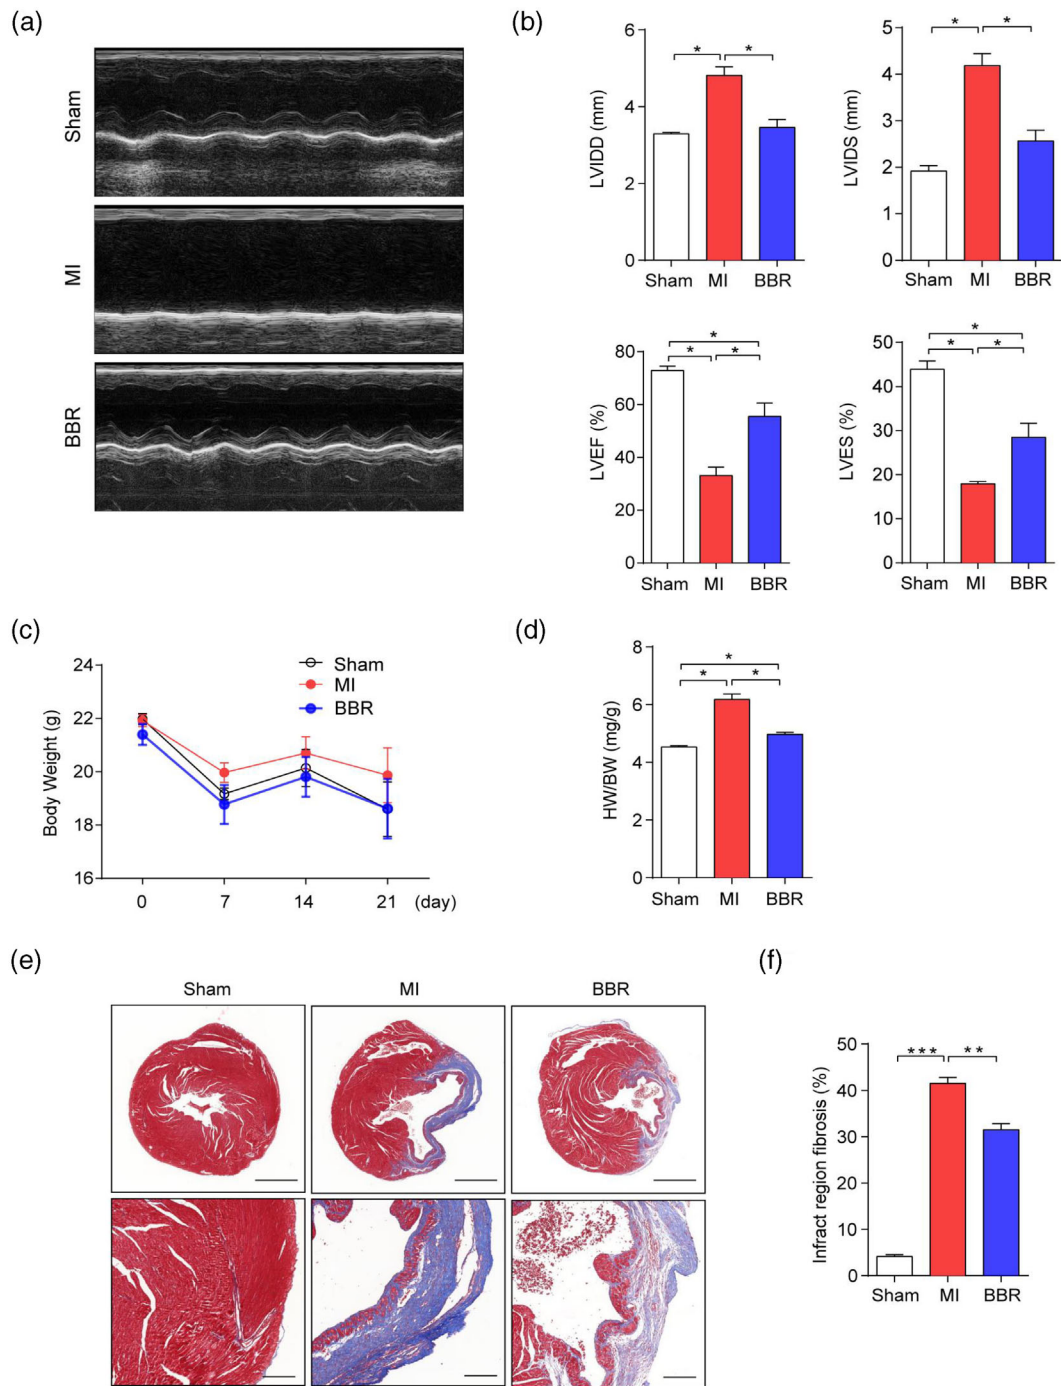 (a)
Sham
MI
BBR
(b)
LVIDD (mm)
6
4
2
0
* *
Sham MI BBR
LVIDS (mm)
5
4
3
2
1
0
* *
Sham MI BBR
LVEF (%)
80
60
40
20
0
*
* *
Sham MI BBR
LVES (%)
50
40
30
20
10
0
*
* *
Sham MI BBR
(c)
Body Weight (g)
24
22
20
18
16
Sham
MI
BBR
0 7 14 21 (day)
(d)
HW/BW (mg/g)
8
6
4
2
0
*
* *
Sham MI BBR
(e)
Sham MI BBR
(f)
Infract region fibrosis (%)
50
40
30
20
10
0
*** **
Sham MI BBR